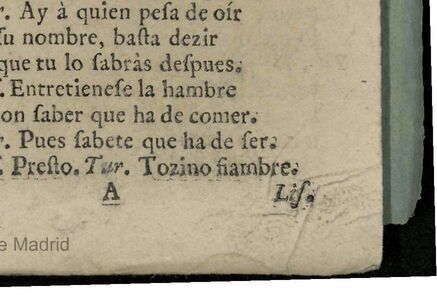 r. Ay à quien peſa de oír
ſu nombre, baſta dezir
que tu lo ſabràs deſpues.
ſ. Entretieneſe la hambre
on ſaber que ha de comer.
r. Pues ſabete que ha de ſer.
ſ. Preſto. Tur. Tozino fiambre.
A Liſ.
e Madrid